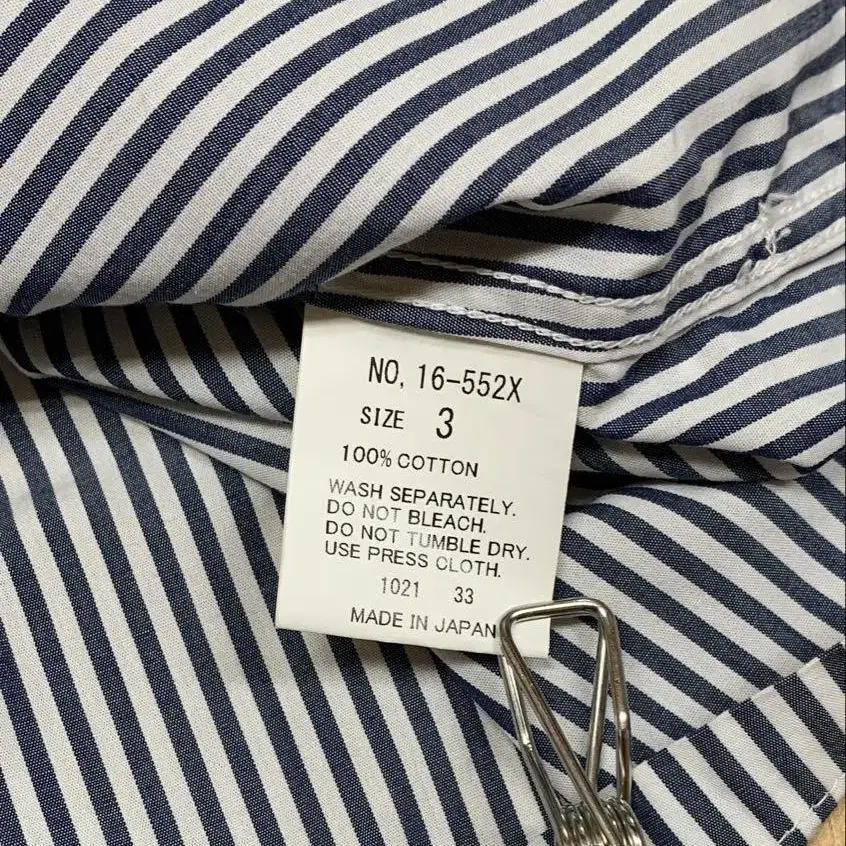 NO, 16-552X
SIZE 3
100% COTTON
WASH SEPARATELY.
DO NOT BLEACH.
DO NOT TUMBLE DRY.
USE PRESS CLOTH.
1021 33
MADE IN JAPAN